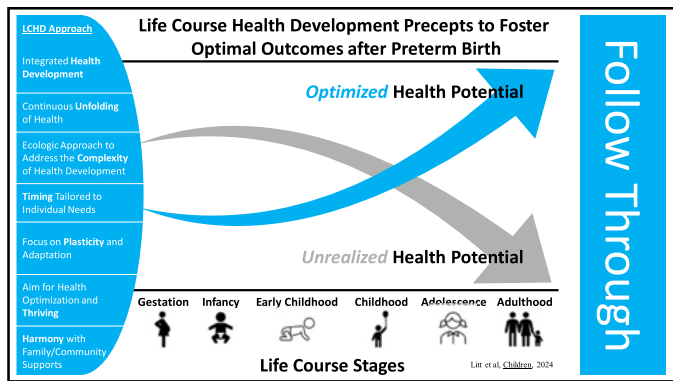 Life Course Health Development Precepts to Foster
Optimal Outcomes after Preterm Birth
LCHD Approach
Integrated Health
Development
Continuous Unfolding
of Health
Ecologic Approach to
Address the Complexity
of Health Development
Timing Tailored to
Individual Needs
Focus on Plasticity and
Adaptation
Aim for Health
Optimization and
Thriving
Harmony with
Family/Community
Supports
Optimized Health Potential
Unrealized Health Potential
Gestation Infancy Early Childhood Childhood Adolescence Adulthood
Life Course Stages
Litt et al, Children, 2024
Follow Through